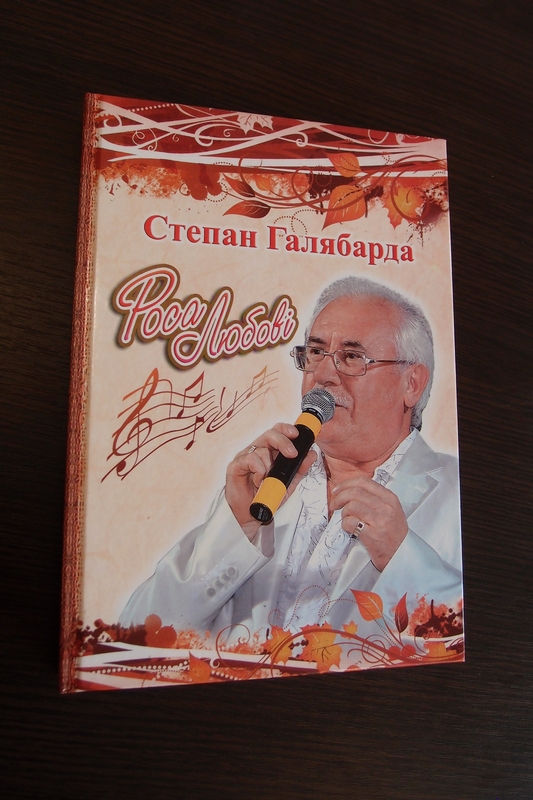 Степан Галябарда
Роса Любові